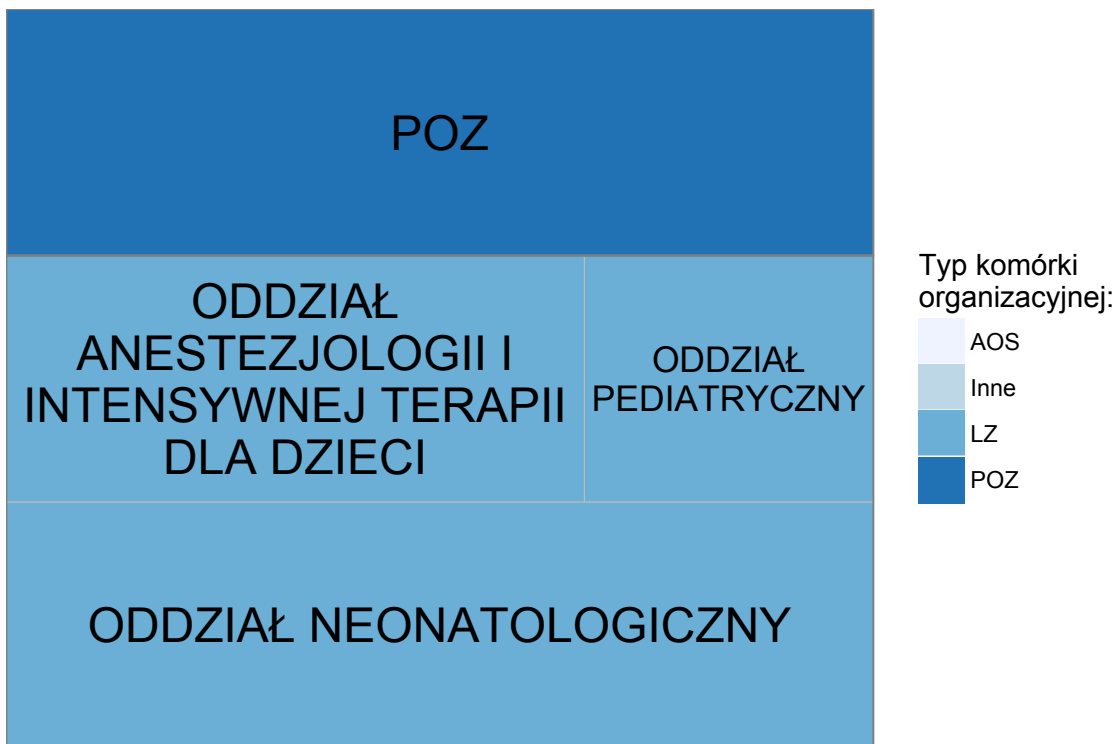 POZ
ODDZIAŁ
ANESTEZJOLOGII I
INTENSYWNEJ TERAPII
DLA DZIECI
ODDZIAŁ
PEDIATRYCZNY
ODDZIAŁ NEONATOLOGICZNY
Typ komórki
organizacyjnej:
AOS
Inne
LZ
POZ